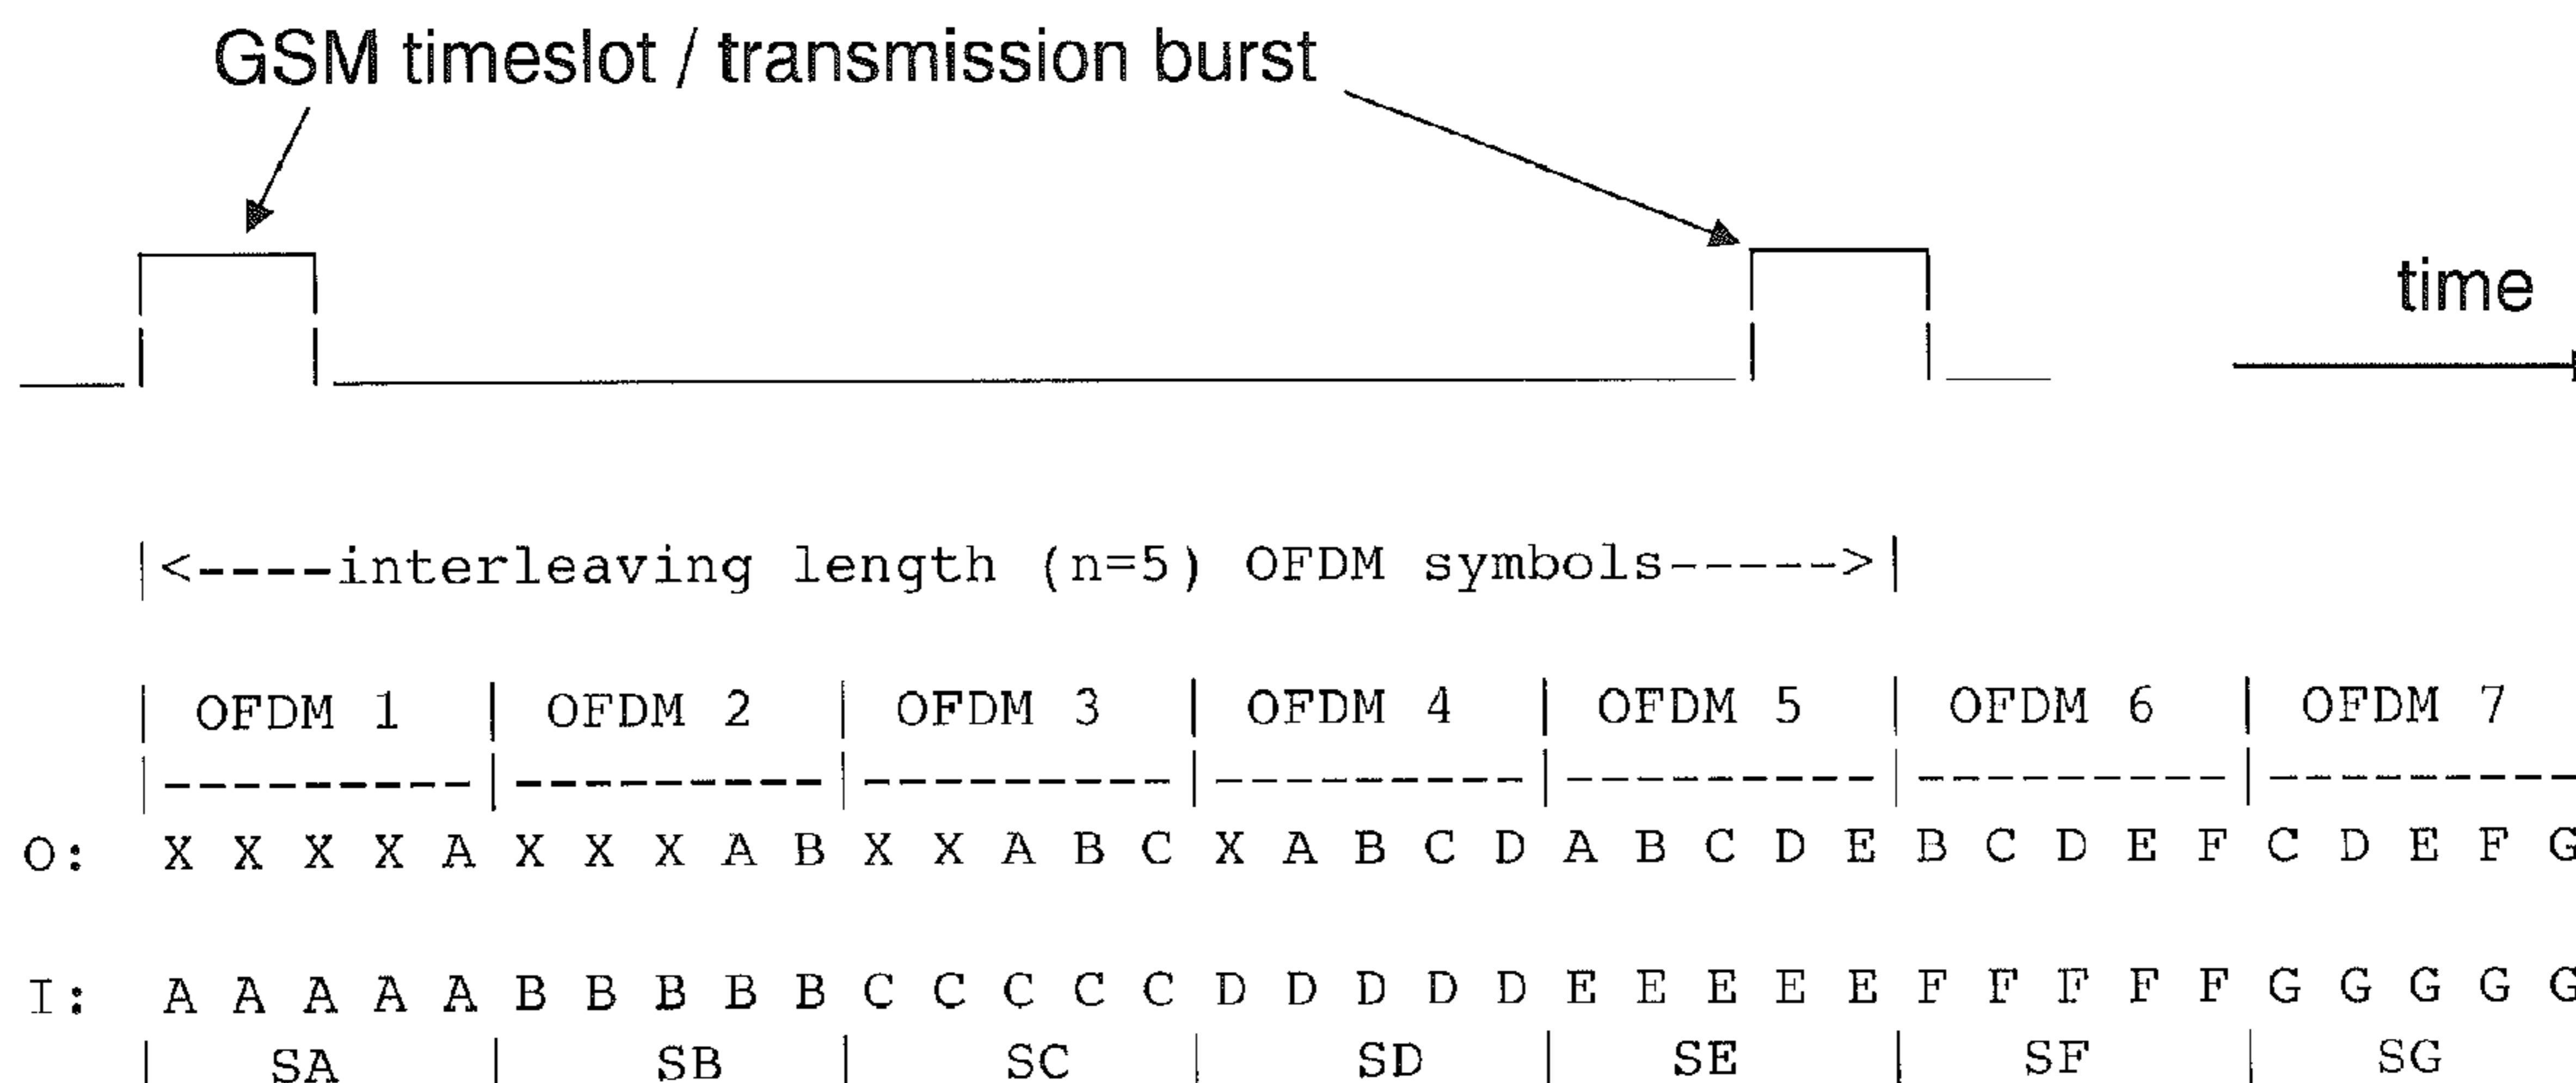 GSM timeslot / transmission burst
time
|<----interleaving length (n=5) OFDM symbols----->|
| OFDM 1 | OFDM 2 | OFDM 3 | OFDM 4 | OFDM 5 | OFDM 6 | OFDM 7
|---------|---------|---------|---------|---------|---------|---------
O: X X X X A X X X A B X X A B C X A B C D A B C D E B C D E F C D E F G
I: A A A A A B B B B B C C C C C D D D D D E E E E E F F F F F G G G G G
| SA | SB | SC | SD | SE | SF | SG